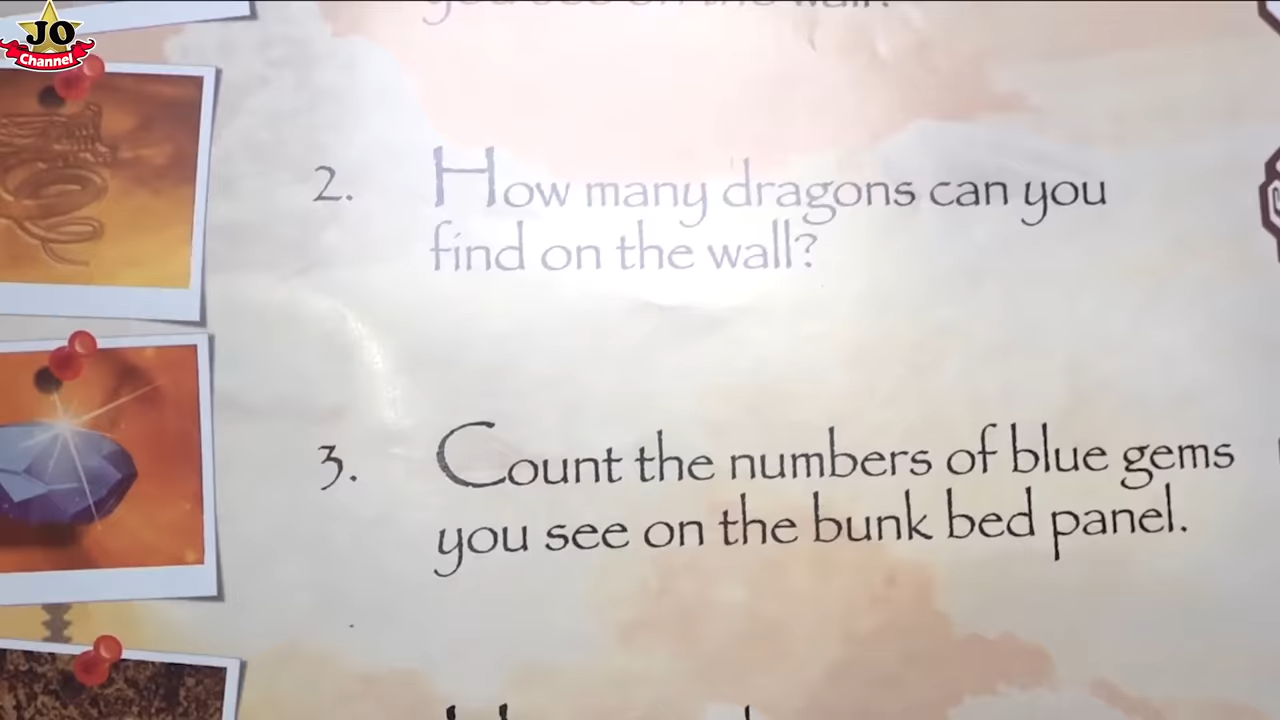 JO
Channel
2. How many dragons can you
find on the wall?
3. Count the numbers of blue gems
you see on the bunk bed panel.